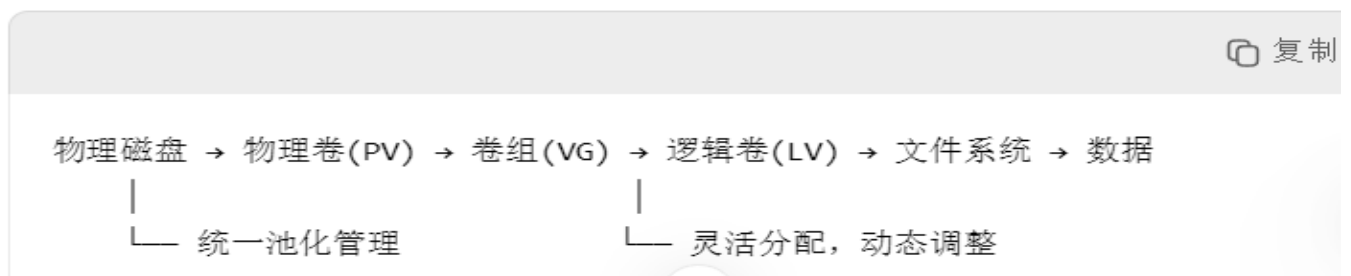 复制
物理磁盘 → 物理卷(PV) → 卷组(VG) → 逻辑卷(LV) → 文件系统 → 数据
└── 统一池化管理 └── 灵活分配，动态调整